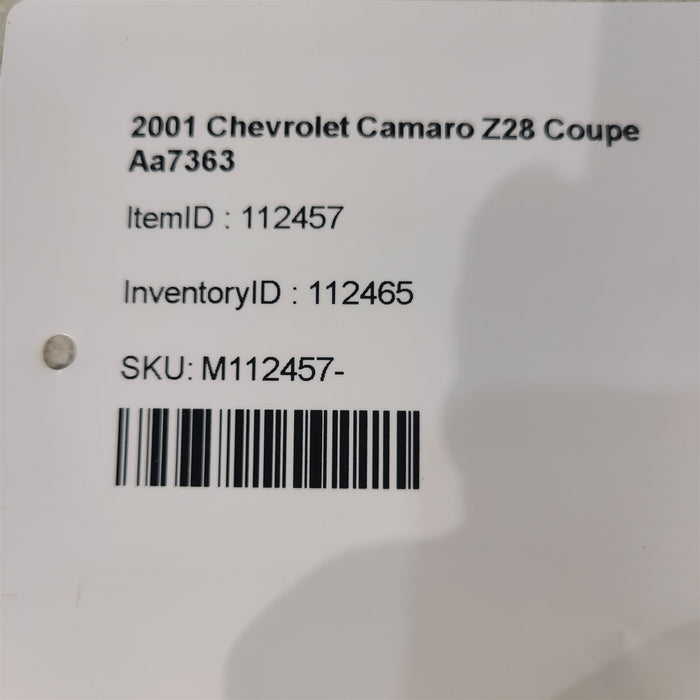 2001 Chevrolet Camaro Z28 Coupe
Aa7363
ItemID : 112457
InventoryID : 112465
SKU: M112457-